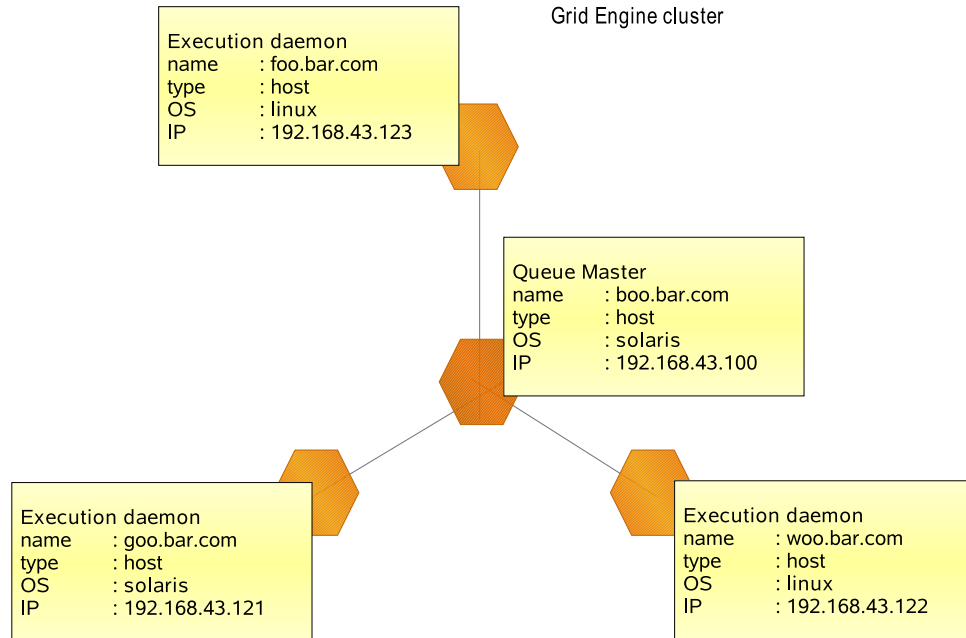 Grid Engine cluster
Execution daemon
name : foo.bar.com
type : host
OS : linux
IP : 192.168.43.123
Queue Master
name : boo.bar.com
type : host
OS : solaris
IP : 192.168.43.100
Execution daemon
name : goo.bar.com
type : host
OS : solaris
IP : 192.168.43.121
Execution daemon
name : woo.bar.com
type : host
OS : linux
IP : 192.168.43.122